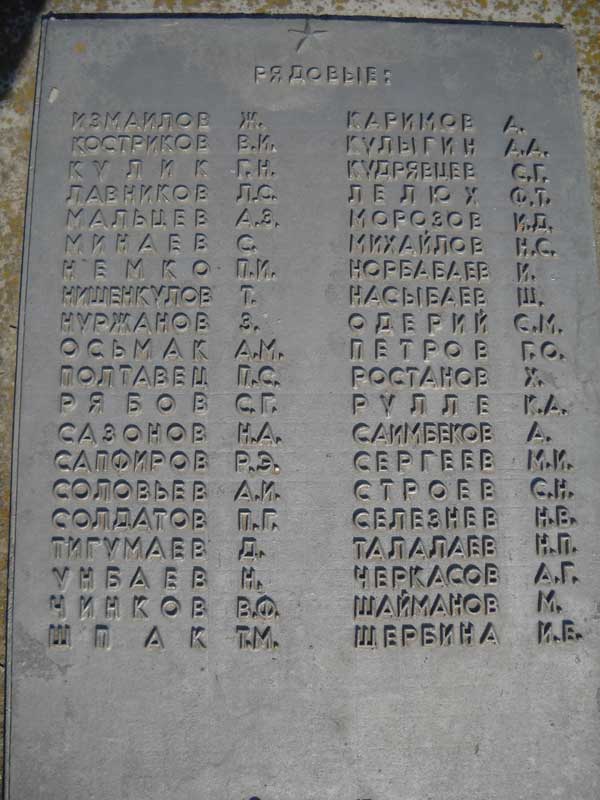 РЯДОВЫЕ:
ИЗМАИЛОВ Ж. КАРИМОВ А.
КОСТРИКОВ В.И. КУЛЫГИН А.А.
КУЛИК Г.Н. КУДРЯВЦЕВ С.Г.
ЛАВНИКОВ Л.С. ЛЕЛЮХ Ф.Т.
МАЛЬЦЕВ А.З. МОРОЗОВ И.Д.
МИНАЕВ С. МИХАЙЛОВ Н.С.
НЕМКО П.И. НОРБАБАЕВ И.
НИШЕНКУЛОВ Т. НАСЫБАЕВ Ш.
НУРЖАНОВ З. ОДЕРИЙ С.М.
ОСЬМАК А.М. ПЕТРОВ Г.О.
ПОЛТАВЕЦ П.С. РОСТАНОВ Х.
РЯБОВ С.Г. РУЛЛЕ К.А.
САЗОНОВ Н.А. САИМБЕКОВ А.
САПФИРОВ Р.Э. СЕРГЕЕВ М.И.
СОЛОВЬЕВ А.И. СТРОЕВ С.Н.
СОЛДАТОВ П.Г. СЕЛЕЗНЕВ Н.В.
ТИГУМАЕВ Д. ТАЛАЛАЕВ Н.П.
УНБАЕВ Н. ЧЕРКАСОВ А.Г.
ЧИНКОВ В.Ф. ШАЙМАНОВ М.
ШПАК Т.М. ЩЕРБИНА И.Е.